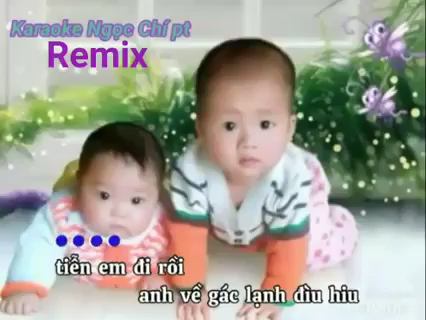 Karaoke Ngọc Chí pt
Remix
tiễn em đi rồi
anh về gác lạnh đìu hiu